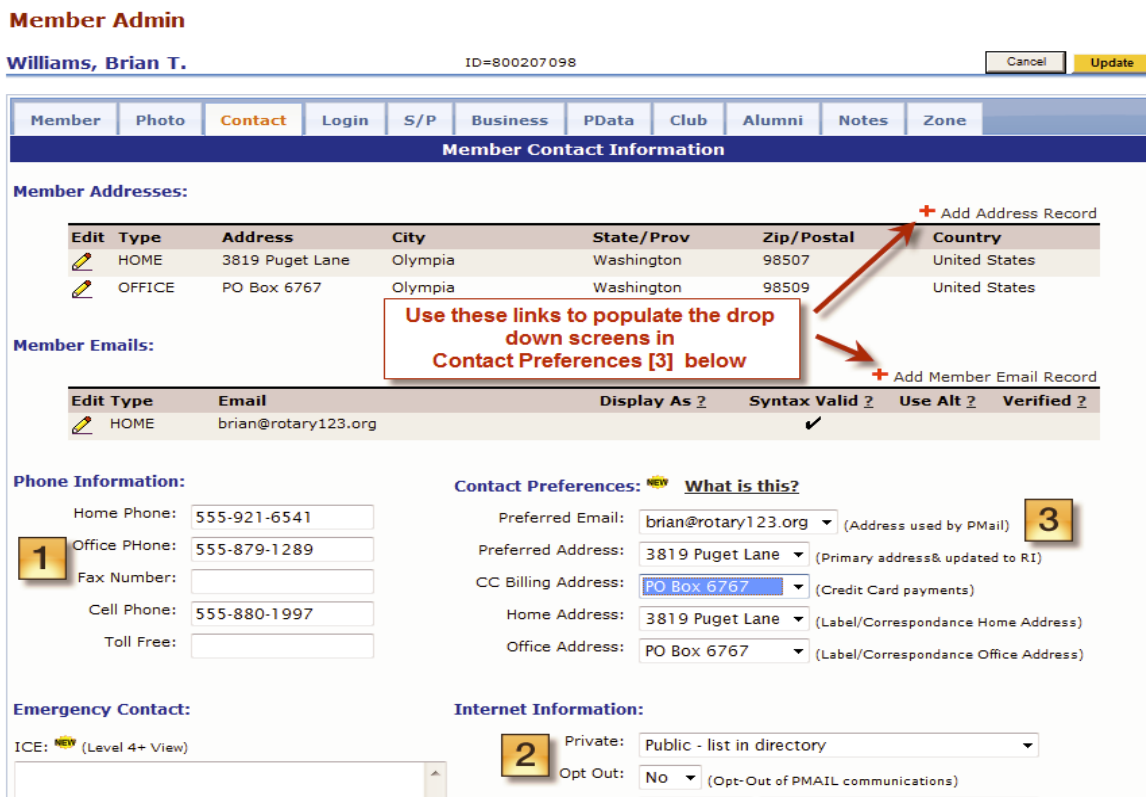 Member Admin
Williams, Brian T. ID=800207098 Cancel Update
Member Photo Contact Login S/P Business PData Club Alumni Notes Zone
Member Contact Information
Member Addresses:
+ Add Address Record
Edit Type Address City State/Prov Zip/Postal Country
HOME 3819 Puget Lane Olympia Washington 98507 United States
OFFICE PO Box 6767 Olympia Washington 98509 United States
Use these links to populate the drop
down screens in
Contact Preferences [3] below
Member Emails:
+ Add Member Email Record
Edit Type Email Display As ? Syntax Valid ? Use Alt ? Verified ?
HOME brian@rotary123.org ✔
Phone Information:
Home Phone: 555-921-6541
Office PHone: 555-879-1289
1
Fax Number:
Cell Phone: 555-880-1997
Toll Free:
Contact Preferences: NEW What is this?
Preferred Email: brian@rotary123.org (Address used by PMail)
3
Preferred Address: 3819 Puget Lane (Primary address& updated to RI)
CC Billing Address: PO Box 6767 (Credit Card payments)
Home Address: 3819 Puget Lane (Label/Correspondance Home Address)
Office Address: PO Box 6767 (Label/Correspondance Office Address)
Emergency Contact:
ICE: NEW (Level 4+ View)
Internet Information:
2
Private: Public - list in directory
Opt Out: No (Opt-Out of PMAIL communications)